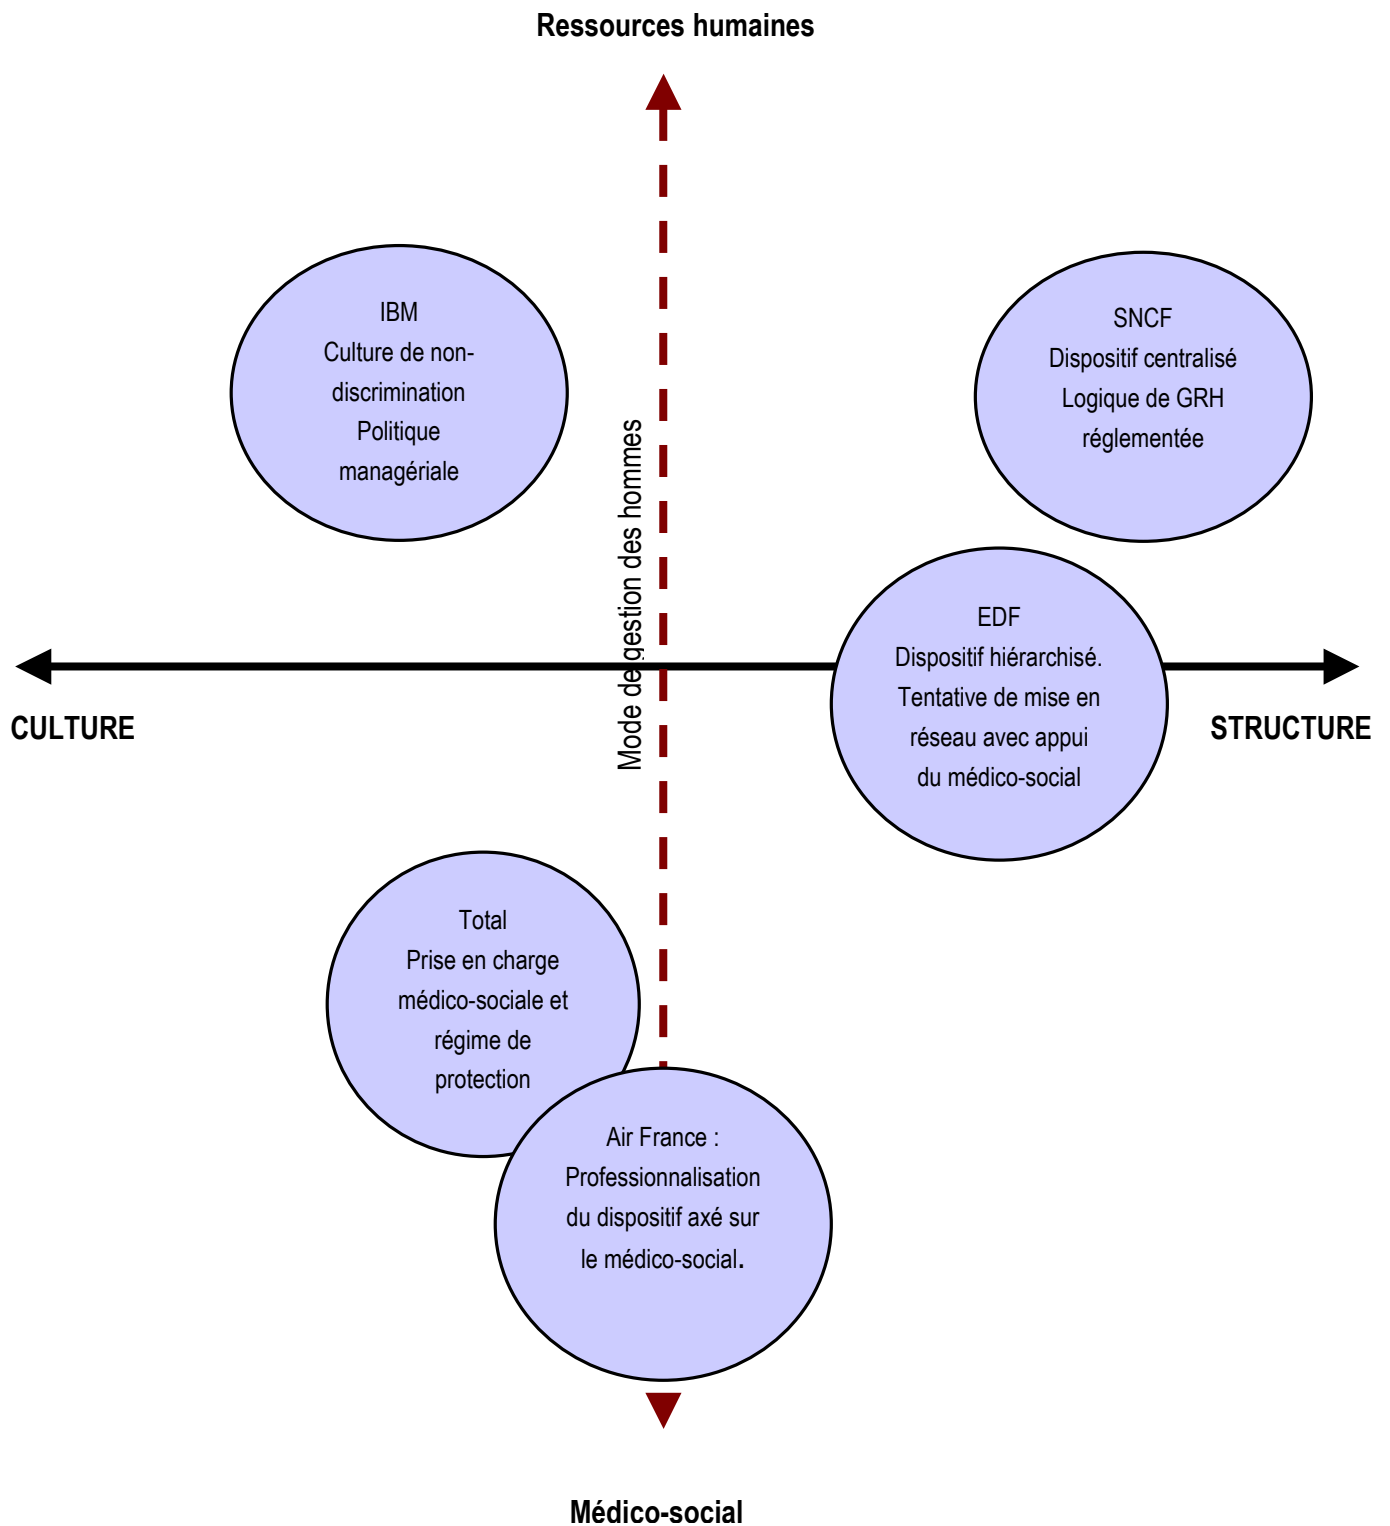 Ressources humaines
IBM
Culture de non-
discrimination
Politique
managériale
SNCF
Dispositif centralisé
Logique de GRH
réglementée
Mode de gestion des hommes
EDF
Dispositif hiérarchisé.
Tentative de mise en
réseau avec appui
du médico-social
CULTURE
STRUCTURE
Total
Prise en charge
médico-sociale et
régime de
protection
Air France :
Professionnalisation
du dispositif axé sur
le médico-social.
Médico-social